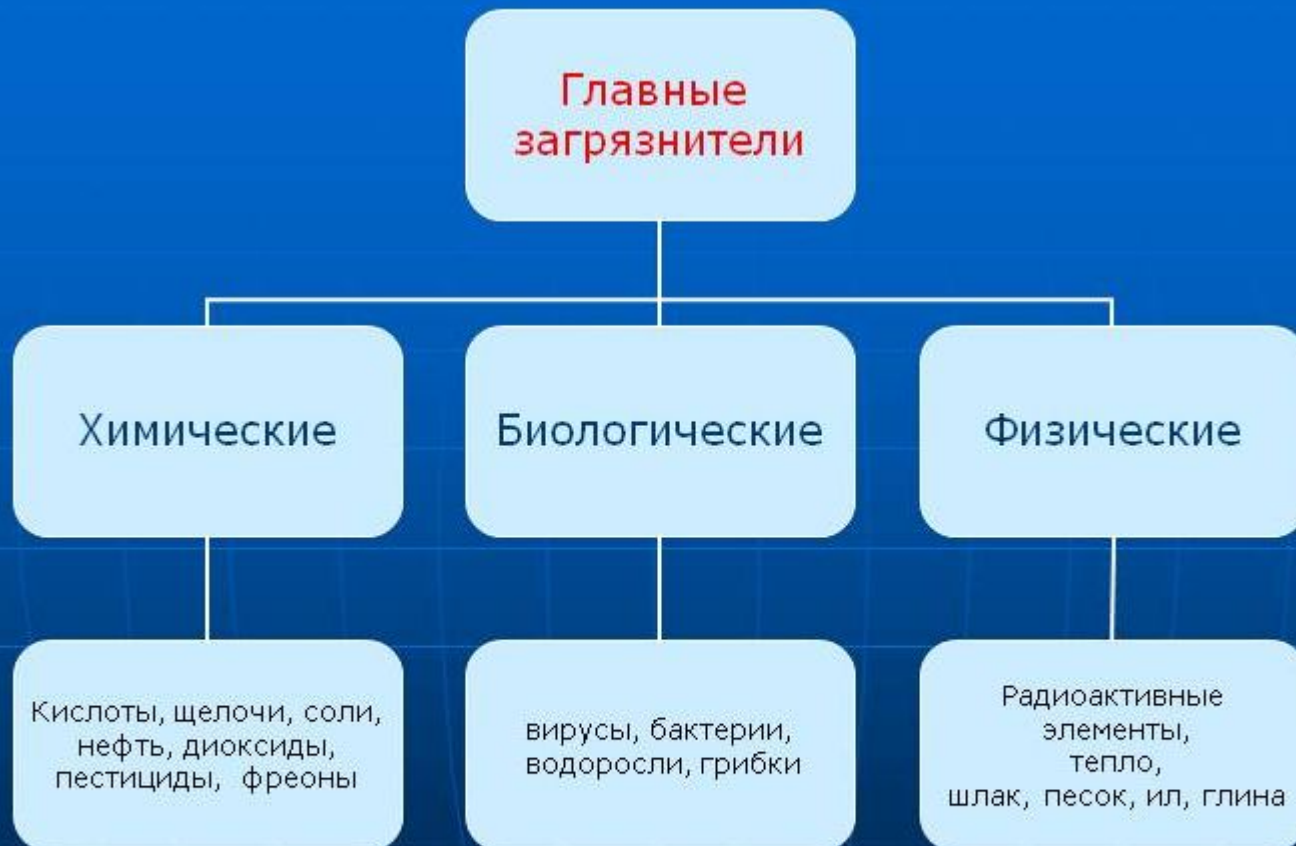 Главные
загрязнители
Химические
Биологические
Физические
Кислоты, щелочи, соли,
нефть, диоксиды,
пестициды, фреоны
вирусы, бактерии,
водоросли, грибки
Радиоактивные
элементы,
тепло,
шлак, песок, ил, глина